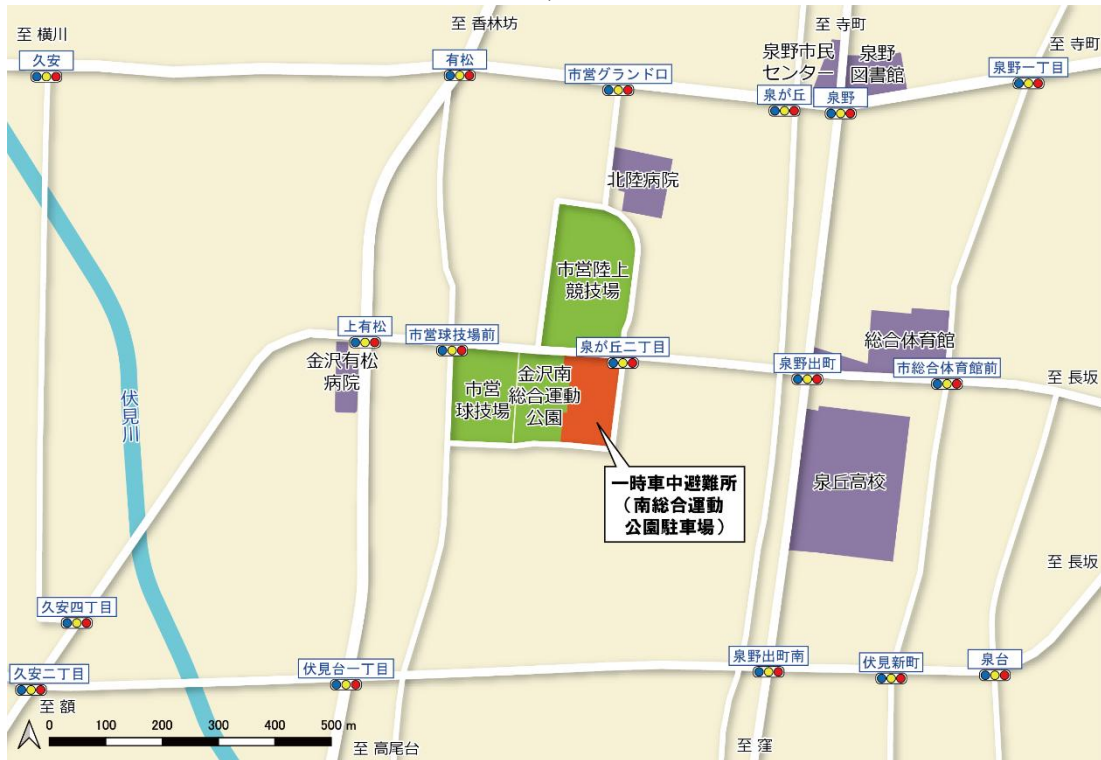 至 横川
至 香林坊
至 寺町
至 寺町
久安
有松
市営グランド口
泉野市民
センター
泉野
図書館
泉が丘
泉野
泉野一丁目
北陸病院
市営陸上
競技場
上有松
市営球技場前
泉が丘二丁目
泉野出町
総合体育館
市総合体育館前
至 長坂
金沢有松
病院
市営
球技場
金沢南
総合運動
公園
伏見川
一時車中避難所
(南総合運動
公園駐車場)
泉丘高校
至 長坂
久安四丁目
久安二丁目
伏見台一丁目
泉野出町南
伏見新町
泉台
至 額
0 100 200 300 400 500 m
至 高尾台
至 窪